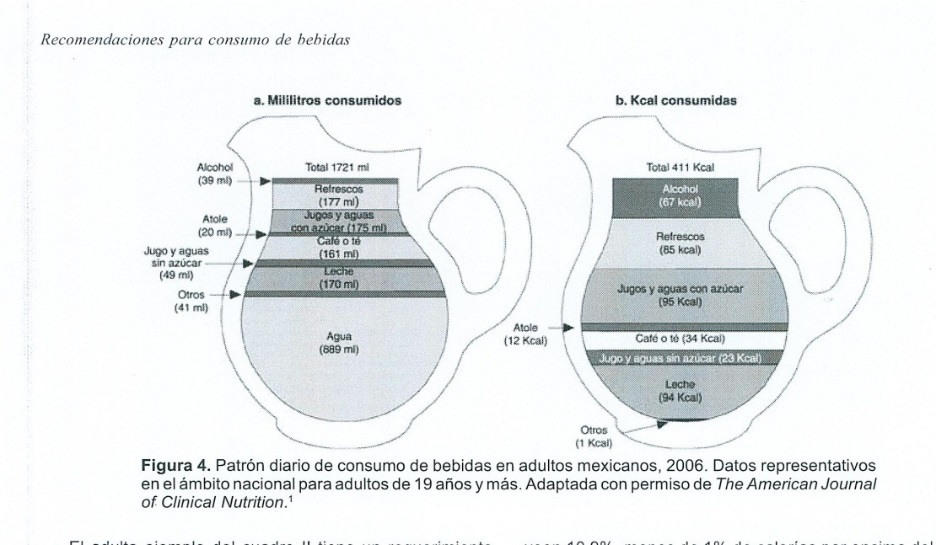 Recomendaciones para consumo de bebidas
a. Mililitros consumidos
Total 1721 ml
Alcohol
(39 ml)
Refrescos
(177 ml)
Jugos y aguas
con azúcar (175 ml)
Atole
(20 ml)
Café o té
(161 ml)
Jugo y aguas
sin azúcar
(49 ml)
Leche
(170 ml)
Otros
(41 ml)
Agua
(889 ml)
b. Kcal consumidas
Total 411 Kcal
Alcohol
(67 kcal)
Refrescos
(85 kcal)
Jugos y aguas con azúcar
(95 Kcal)
Atole
(12 Kcal)
Café o té (34 Kcal)
Jugo y aguas sin azúcar (23 Kcal)
Leche
(94 Kcal)
Otros
(1 Kcal)
Figura 4. Patrón diario de consumo de bebidas en adultos mexicanos, 2006. Datos representativos
en el ámbito nacional para adultos de 19 años y más. Adaptada con permiso de The American Journal
of Clinical Nutrition.¹